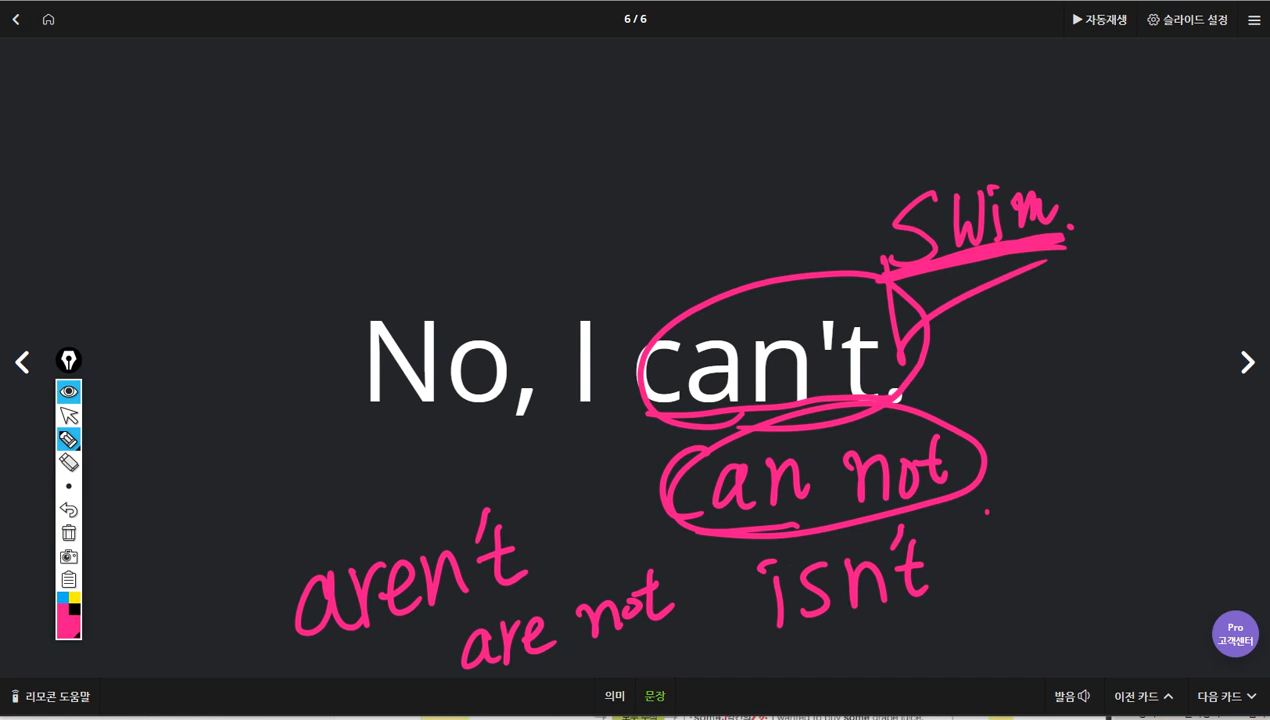 6 / 6
자동재생
슬라이드 설정
swim.
No, I can't.
can not
aren't
are not
isn't
Pro
고객센터
리모콘 도움말
의미
문장
발음
이전 카드
다음 카드